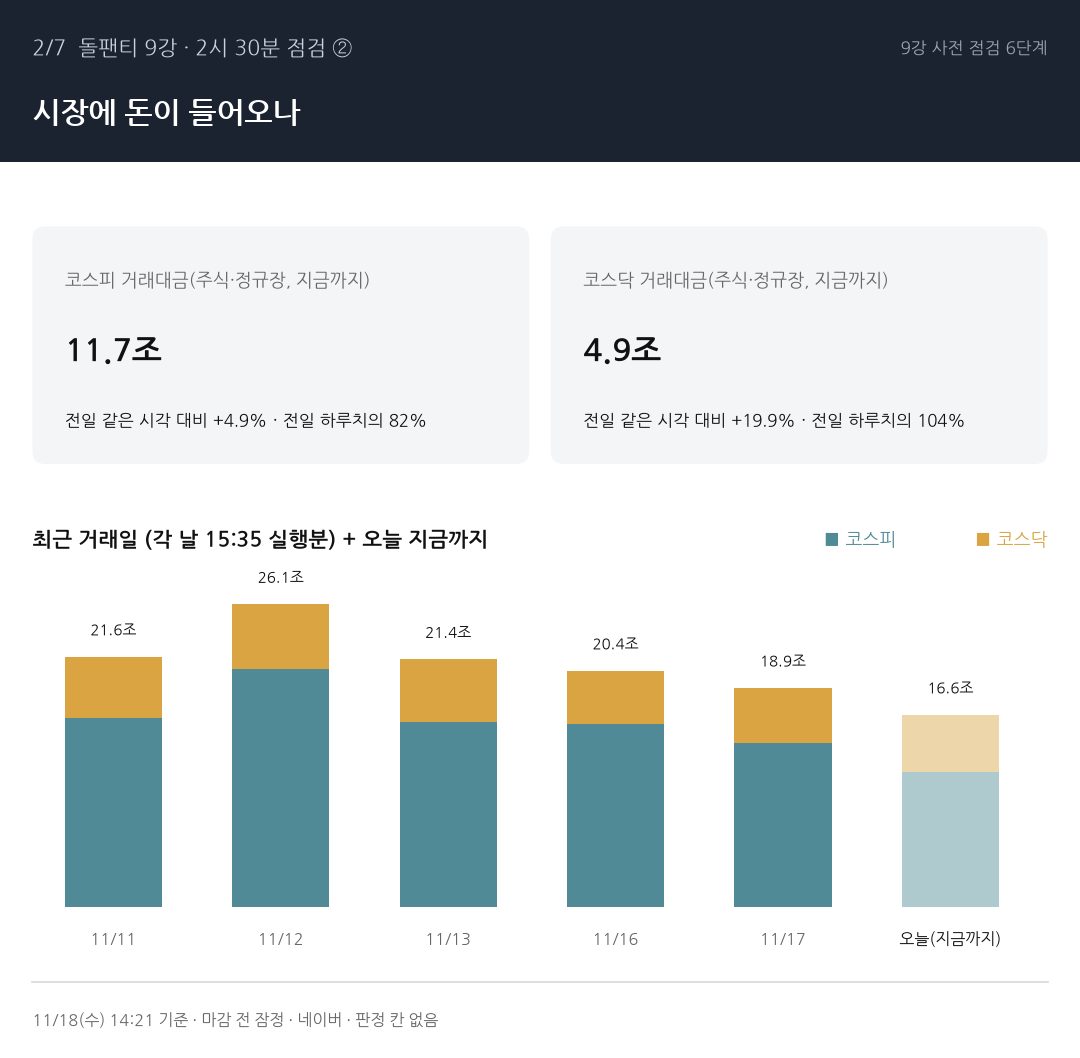 2/7 돌팬티 9강 · 2시 30분 점검 ②
9강 사전 점검 6단계
시장에 돈이 들어오나
코스피 거래대금(주식·정규장, 지금까지)
11.7조
전일 같은 시각 대비 +4.9% · 전일 하루치의 82%
코스닥 거래대금(주식·정규장, 지금까지)
4.9조
전일 같은 시각 대비 +19.9% · 전일 하루치의 104%
최근 거래일 (각 날 15:35 실행분) + 오늘 지금까지
■ 코스피
■ 코스닥
21.6조
26.1조
21.4조
20.4조
18.9조
16.6조
11/11
11/12
11/13
11/16
11/17
오늘(지금까지)
11/18(수) 14:21 기준 · 마감 전 잠정 · 네이버 · 판정 칸 없음